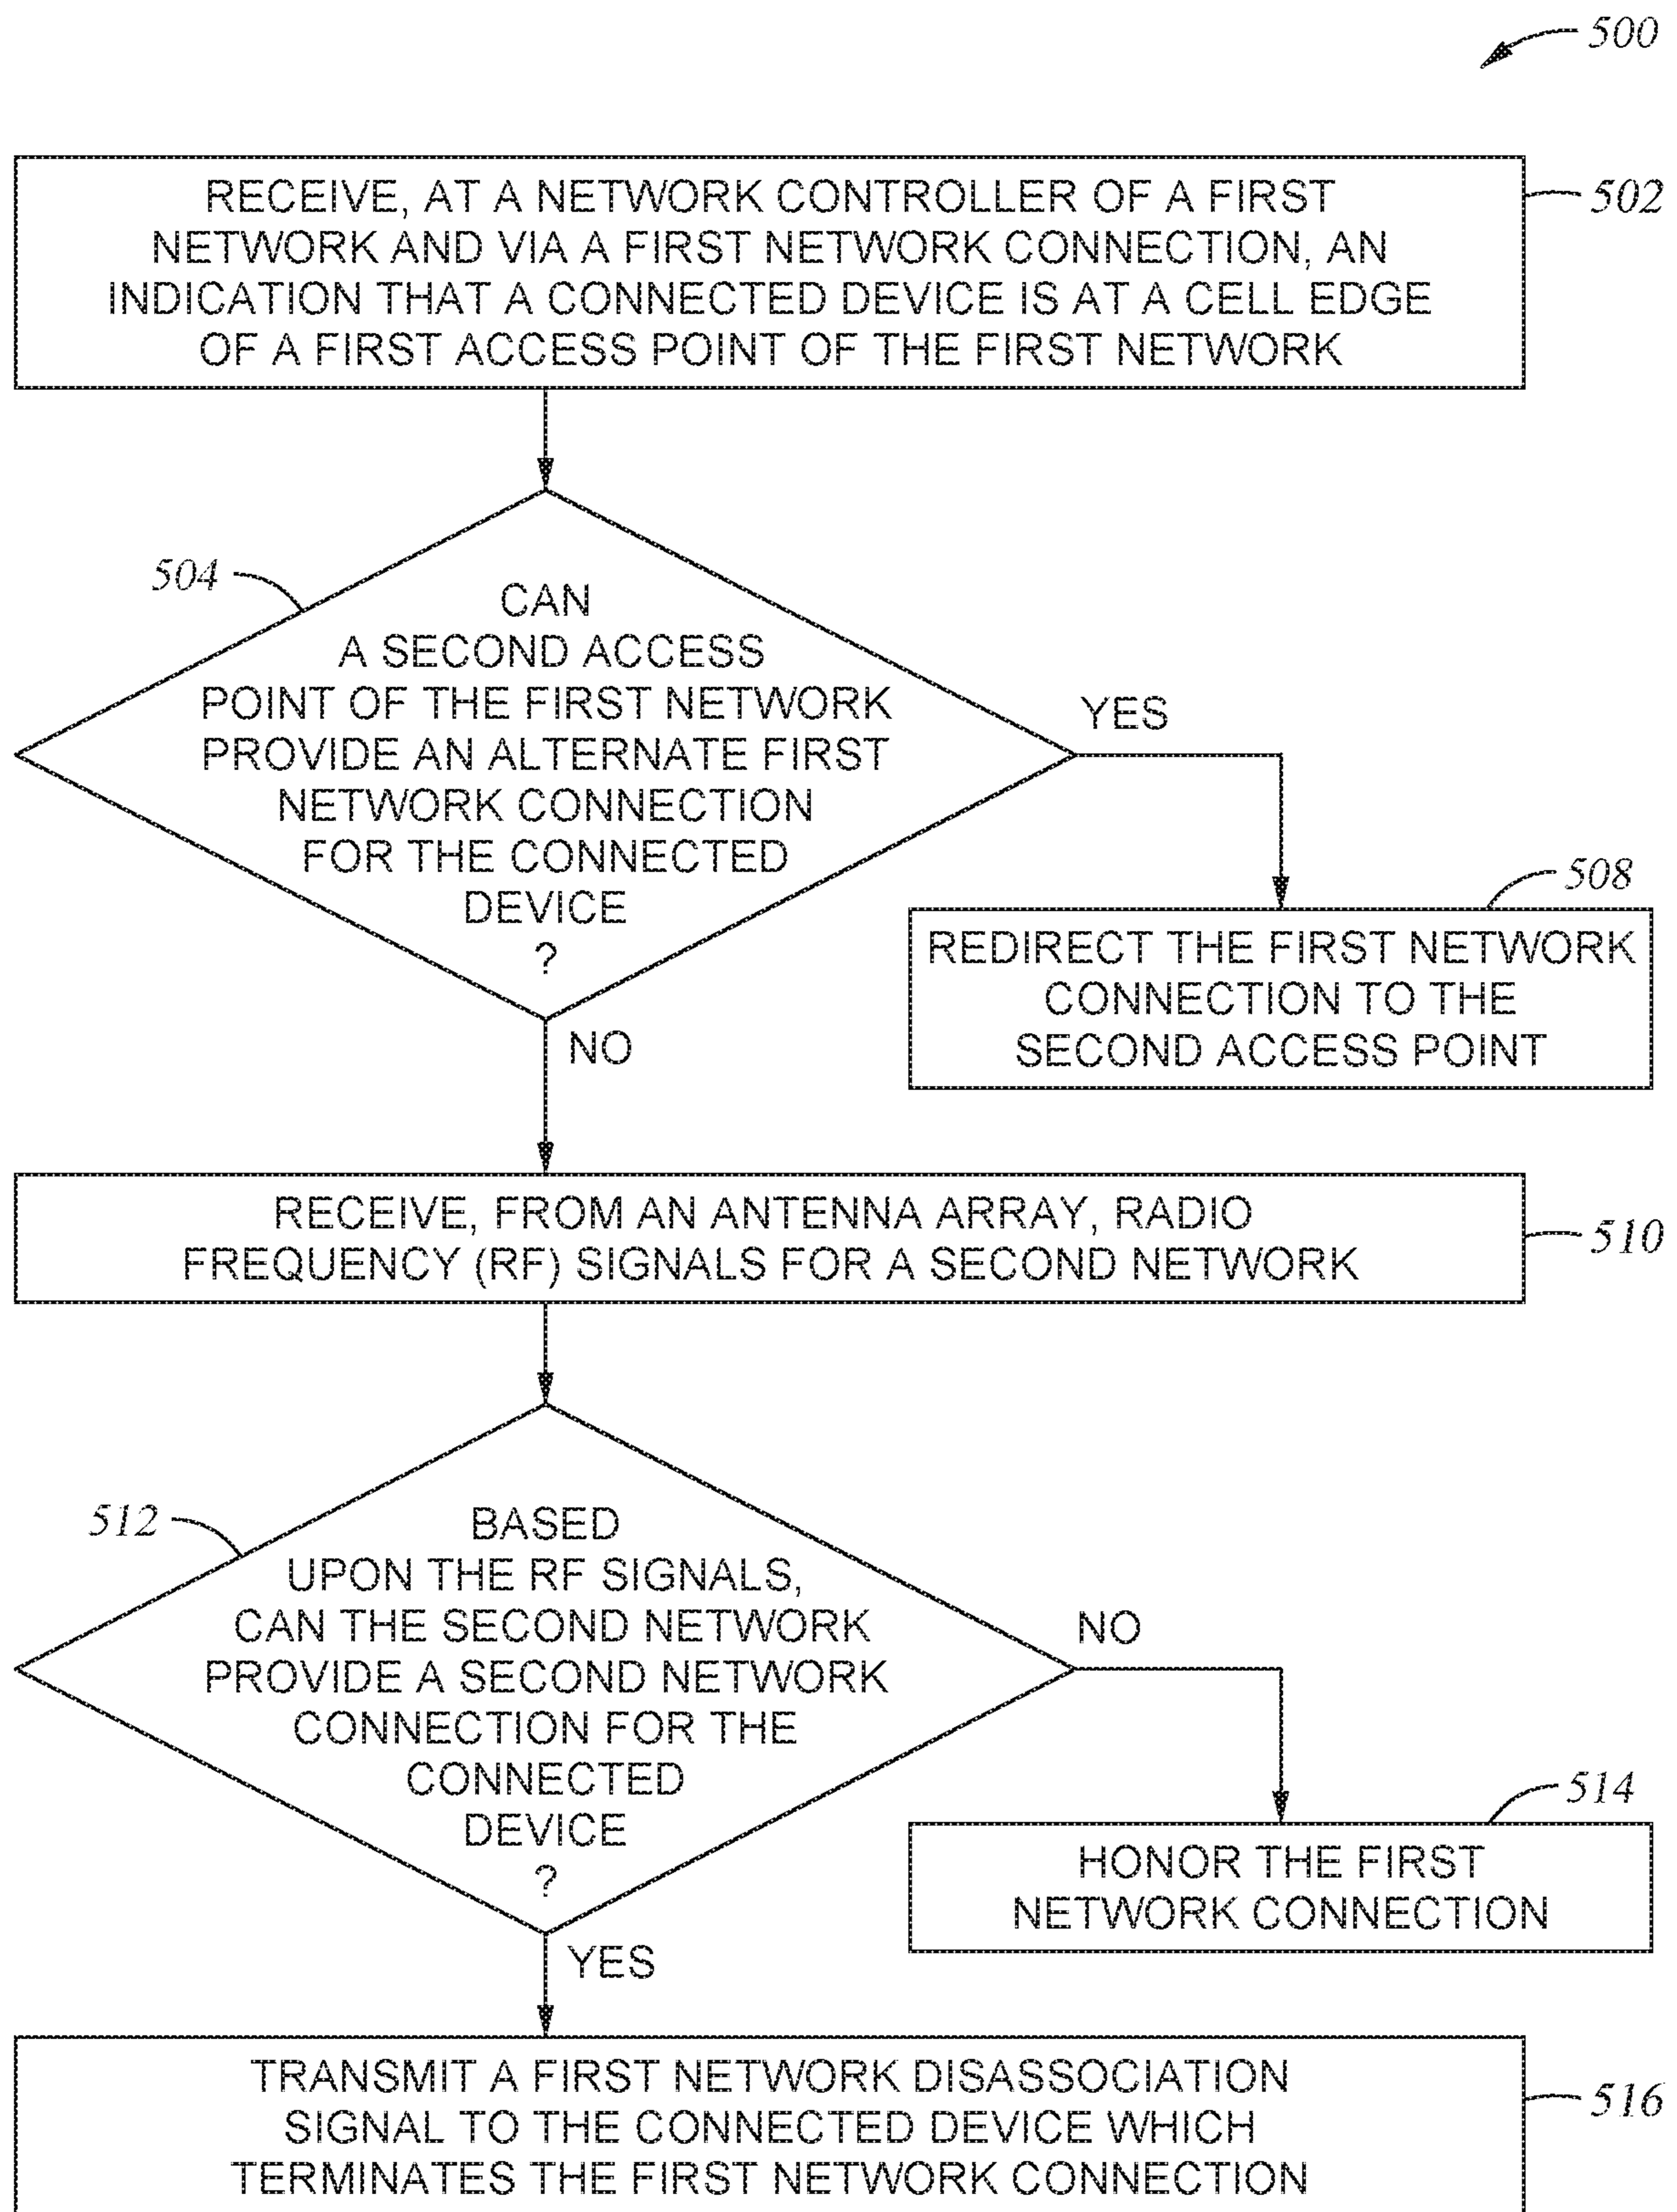 500
RECEIVE, AT A NETWORK CONTROLLER OF A FIRST
NETWORK AND VIA A FIRST NETWORK CONNECTION, AN
INDICATION THAT A CONNECTED DEVICE IS AT A CELL EDGE
OF A FIRST ACCESS POINT OF THE FIRST NETWORK
502
504
CAN
A SECOND ACCESS
POINT OF THE FIRST NETWORK
PROVIDE AN ALTERNATE FIRST
NETWORK CONNECTION
FOR THE CONNECTED
DEVICE
?
YES
508
REDIRECT THE FIRST NETWORK
CONNECTION TO THE
SECOND ACCESS POINT
NO
RECEIVE, FROM AN ANTENNA ARRAY, RADIO
FREQUENCY (RF) SIGNALS FOR A SECOND NETWORK
510
512
BASED
UPON THE RF SIGNALS,
CAN THE SECOND NETWORK
PROVIDE A SECOND NETWORK
CONNECTION FOR THE
CONNECTED
DEVICE
?
NO
514
HONOR THE FIRST
NETWORK CONNECTION
YES
TRANSMIT A FIRST NETWORK DISASSOCIATION
SIGNAL TO THE CONNECTED DEVICE WHICH
TERMINATES THE FIRST NETWORK CONNECTION
516